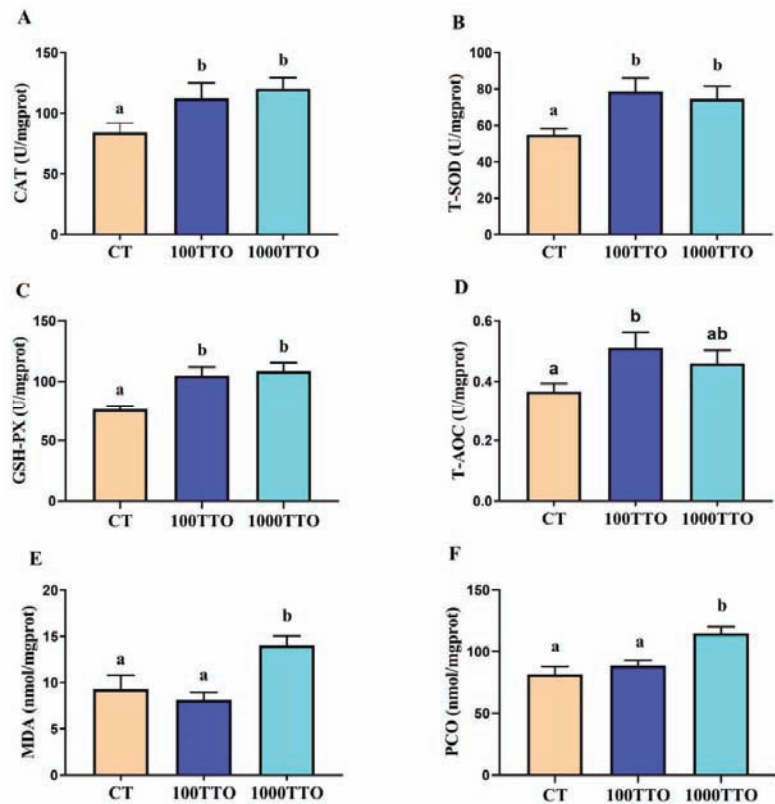 A
CAT (U/mgprot)
150
100
50
0
a
b
b
CT
100TTO
1000TTO
B
T-SOD (U/mgprot)
100
80
60
40
20
0
a
b
b
CT
100TTO
1000TTO
C
GSH-PX (U/mgprot)
150
100
50
0
a
b
b
CT
100TTO
1000TTO
D
T-AOC (U/mgprot)
0.6
0.4
0.2
0.0
a
b
ab
CT
100TTO
1000TTO
E
MDA (nmol/mgprot)
20
15
10
5
0
a
a
b
CT
100TTO
1000TTO
F
PCO (nmol/mgprot)
150
100
50
0
a
a
b
CT
100TTO
1000TTO